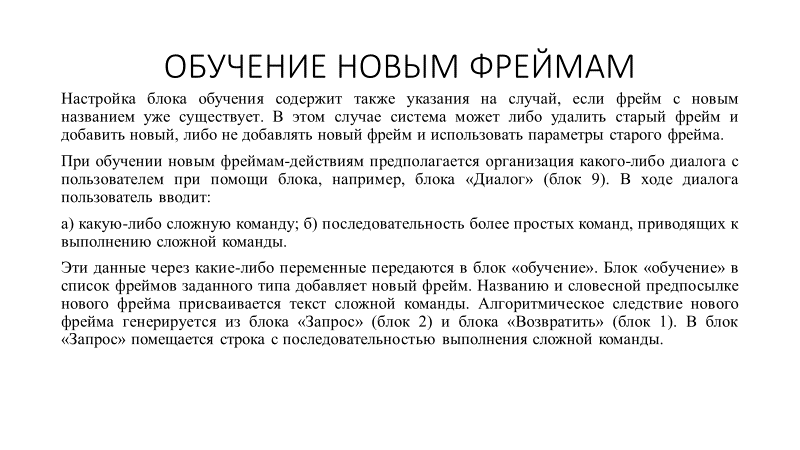 ОБУЧЕНИЕ НОВЫМ ФРЕЙМАМ
Настройка блока обучения содержит также указания на случай, если фрейм с новым
названием уже существует. В этом случае система может либо удалить старый фрейм и
добавить новый, либо не добавлять новый фрейм и использовать параметры старого фрейма.
При обучении новым фреймам-действиям предполагается организация какого-либо диалога с
пользователем при помощи блока, например, блока «Диалог» (блок 9). В ходе диалога
пользователь вводит:
а) какую-либо сложную команду; б) последовательность более простых команд, приводящих к
выполнению сложной команды.
Эти данные через какие-либо переменные передаются в блок «обучение». Блок «обучение» в
список фреймов заданного типа добавляет новый фрейм. Названию и словесной предпосылке
нового фрейма присваивается текст сложной команды. Алгоритмическое следствие нового
фрейма генерируется из блока «Запрос» (блок 2) и блока «Возвратить» (блок 1). В блок
«Запрос» помещается строка с последовательностью выполнения сложной команды.